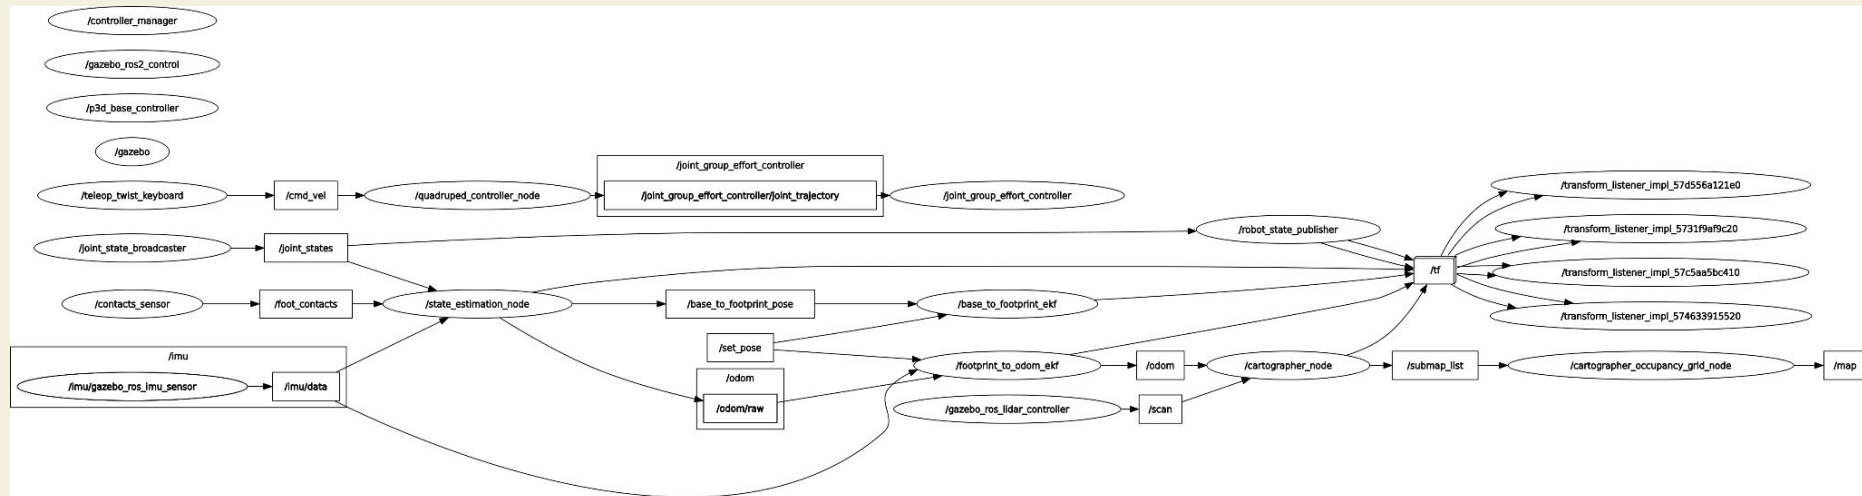 /controller_manager
/gazebo_ros2_control
/p3d_base_controller
/gazebo
/joint_group_effort_controller
/teleop_twist_keyboard
/cmd_vel
/quadruped_controller_node
/joint_group_effort_controller/joint_trajectory
/joint_group_effort_controller
/transform_listener_impl_57d556a121e0
/joint_state_broadcaster
/joint_states
/robot_state_publisher
/transform_listener_impl_5731f9af9c20
/tf
/transform_listener_impl_57c5aa5bc410
/contacts_sensor
/foot_contacts
/state_estimation_node
/base_to_footprint_pose
/base_to_footprint_ekf
/transform_listener_impl_574633915520
/set_pose
/imu
/footprint_to_odom_ekf
/odom
/cartographer_node
/submap_list
/cartographer_occupancy_grid_node
/map
/imu/gazebo_ros_imu_sensor
/imu/data
/odom
/odom/raw
/gazebo_ros_lidar_controller
/scan